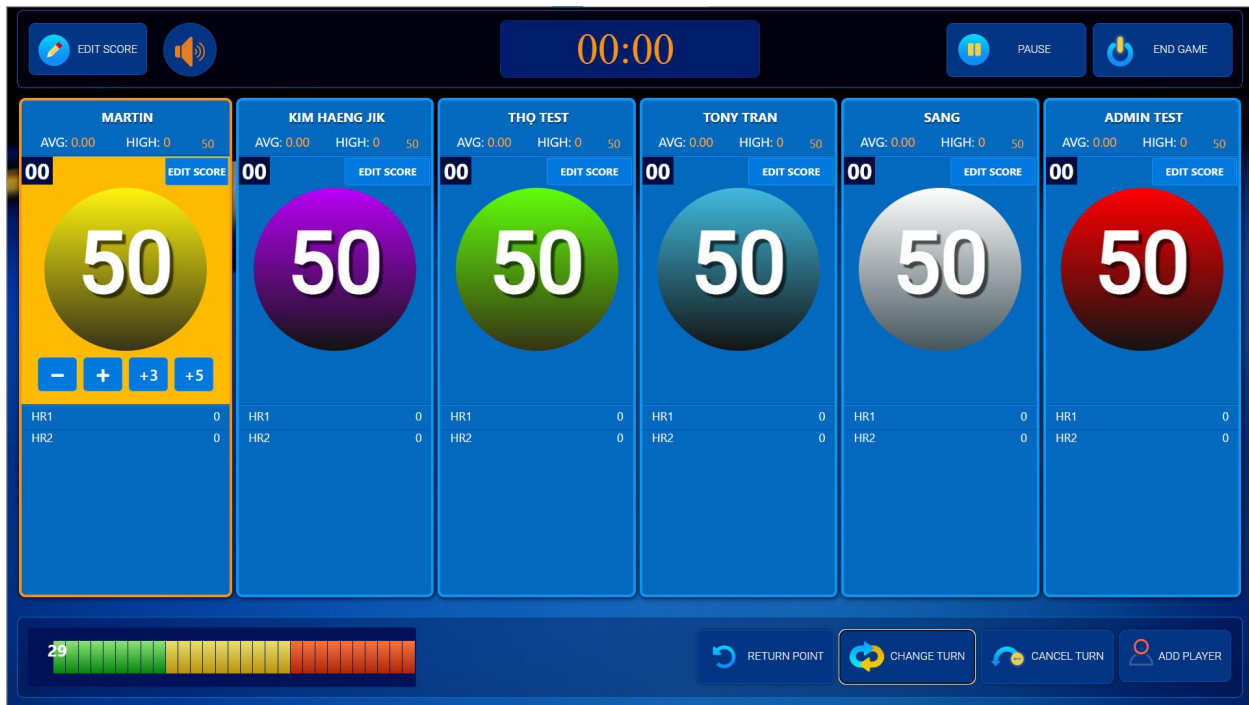 EDIT SCORE
00:00
PAUSE
END GAME
MARTIN
AVG: 0.00 HIGH: 0 50
00 EDIT SCORE
50
− + +3 +5
HR1 0
HR2 0
KIM HAENG JIK
AVG: 0.00 HIGH: 0 50
00 EDIT SCORE
50
HR1 0
HR2 0
THỌ TEST
AVG: 0.00 HIGH: 0 50
00 EDIT SCORE
50
HR1 0
HR2 0
TONY TRAN
AVG: 0.00 HIGH: 0 50
00 EDIT SCORE
50
HR1 0
HR2 0
SANG
AVG: 0.00 HIGH: 0 50
00 EDIT SCORE
50
HR1 0
HR2 0
ADMIN TEST
AVG: 0.00 HIGH: 0 50
00 EDIT SCORE
50
HR1 0
HR2 0
29
RETURN POINT
CHANGE TURN
CANCEL TURN
ADD PLAYER